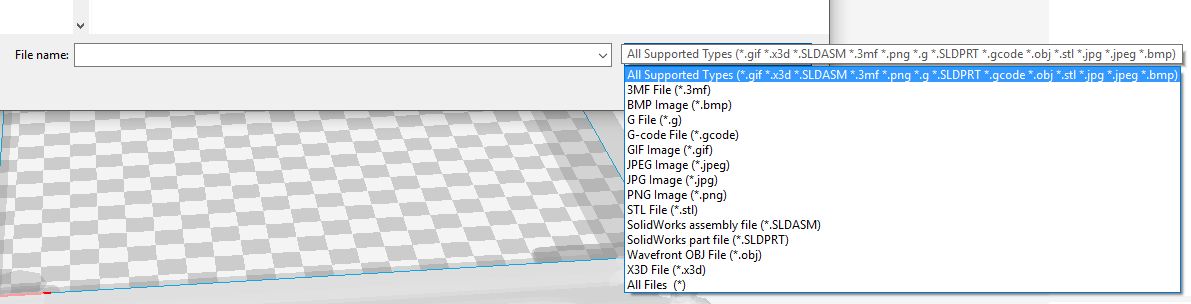 File name:
All Supported Types (*.gif *.x3d *.SLDASM *.3mf *.png *.g *.SLDPRT *.gcode *.obj *.stl *.jpg *.jpeg *.bmp)
All Supported Types (*.gif *.x3d *.SLDASM *.3mf *.png *.g *.SLDPRT *.gcode *.obj *.stl *.jpg *.jpeg *.bmp)
3MF File (*.3mf)
BMP Image (*.bmp)
G File (*.g)
G-code File (*.gcode)
GIF Image (*.gif)
JPEG Image (*.jpeg)
JPG Image (*.jpg)
PNG Image (*.png)
STL File (*.stl)
SolidWorks assembly file (*.SLDASM)
SolidWorks part file (*.SLDPRT)
Wavefront OBJ File (*.obj)
X3D File (*.x3d)
All Files (*)